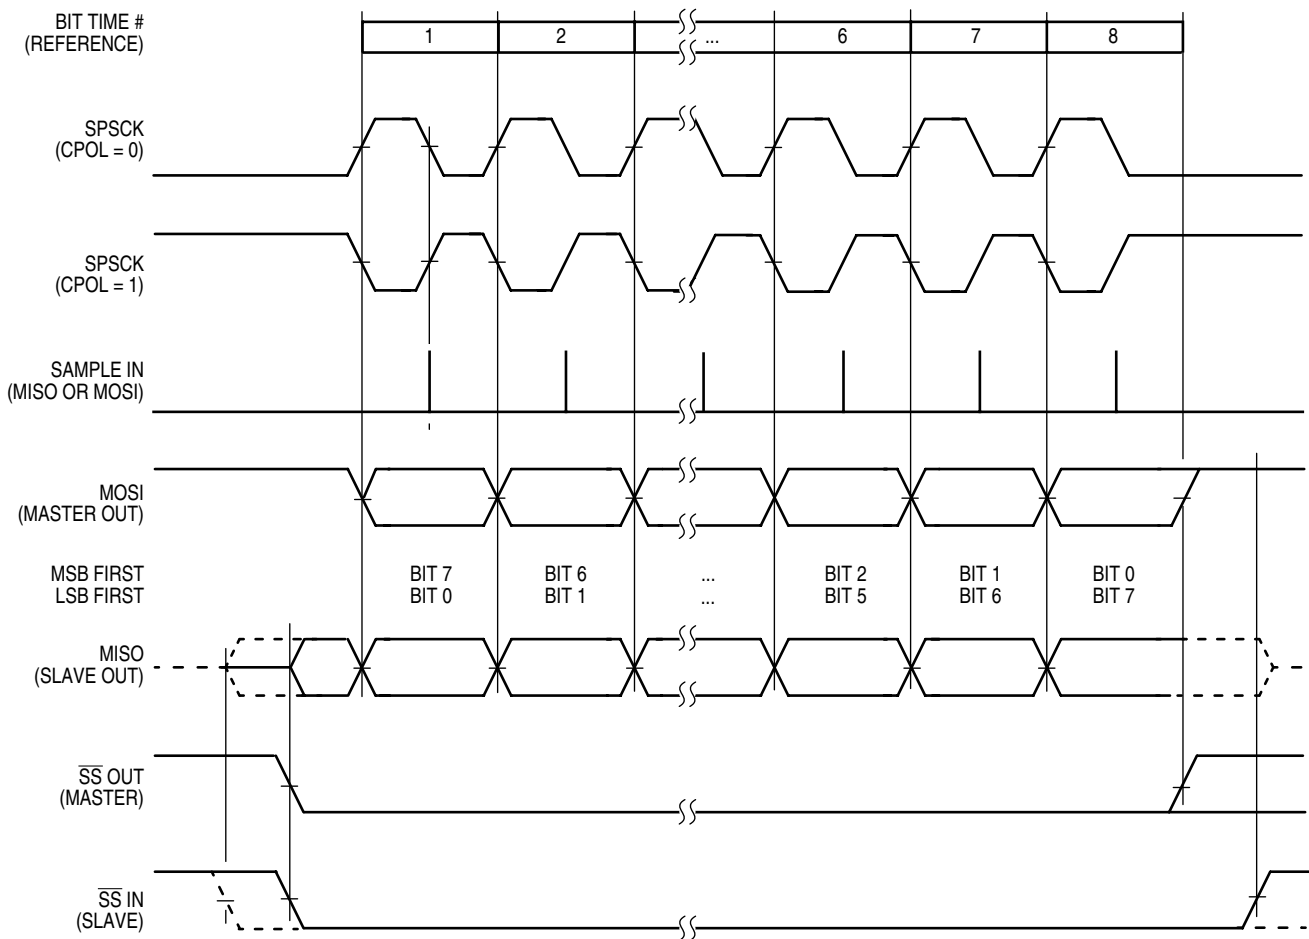 BIT TIME #
(REFERENCE)
1 2 ... 6 7 8
SPSCK
(CPOL = 0)
SPSCK
(CPOL = 1)
SAMPLE IN
(MISO OR MOSI)
MOSI
(MASTER OUT)
MSB FIRST BIT 7 BIT 6 ... BIT 2 BIT 1 BIT 0
LSB FIRST BIT 0 BIT 1 ... BIT 5 BIT 6 BIT 7
MISO
(SLAVE OUT)
S̅S̅ OUT
(MASTER)
S̅S̅ IN
(SLAVE)